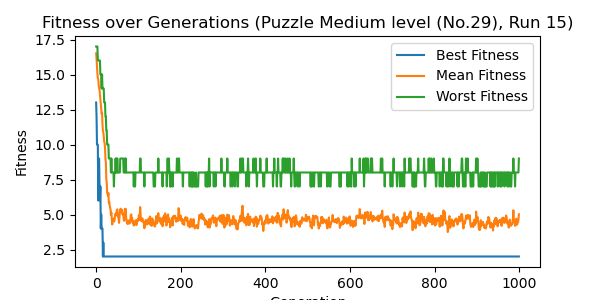 Fitness over Generations (Puzzle Medium level (No.29), Run 15)
17.5
15.0
12.5
10.0
7.5
5.0
2.5
Fitness
Best Fitness
Mean Fitness
Worst Fitness
0 200 400 600 800 1000
Generation